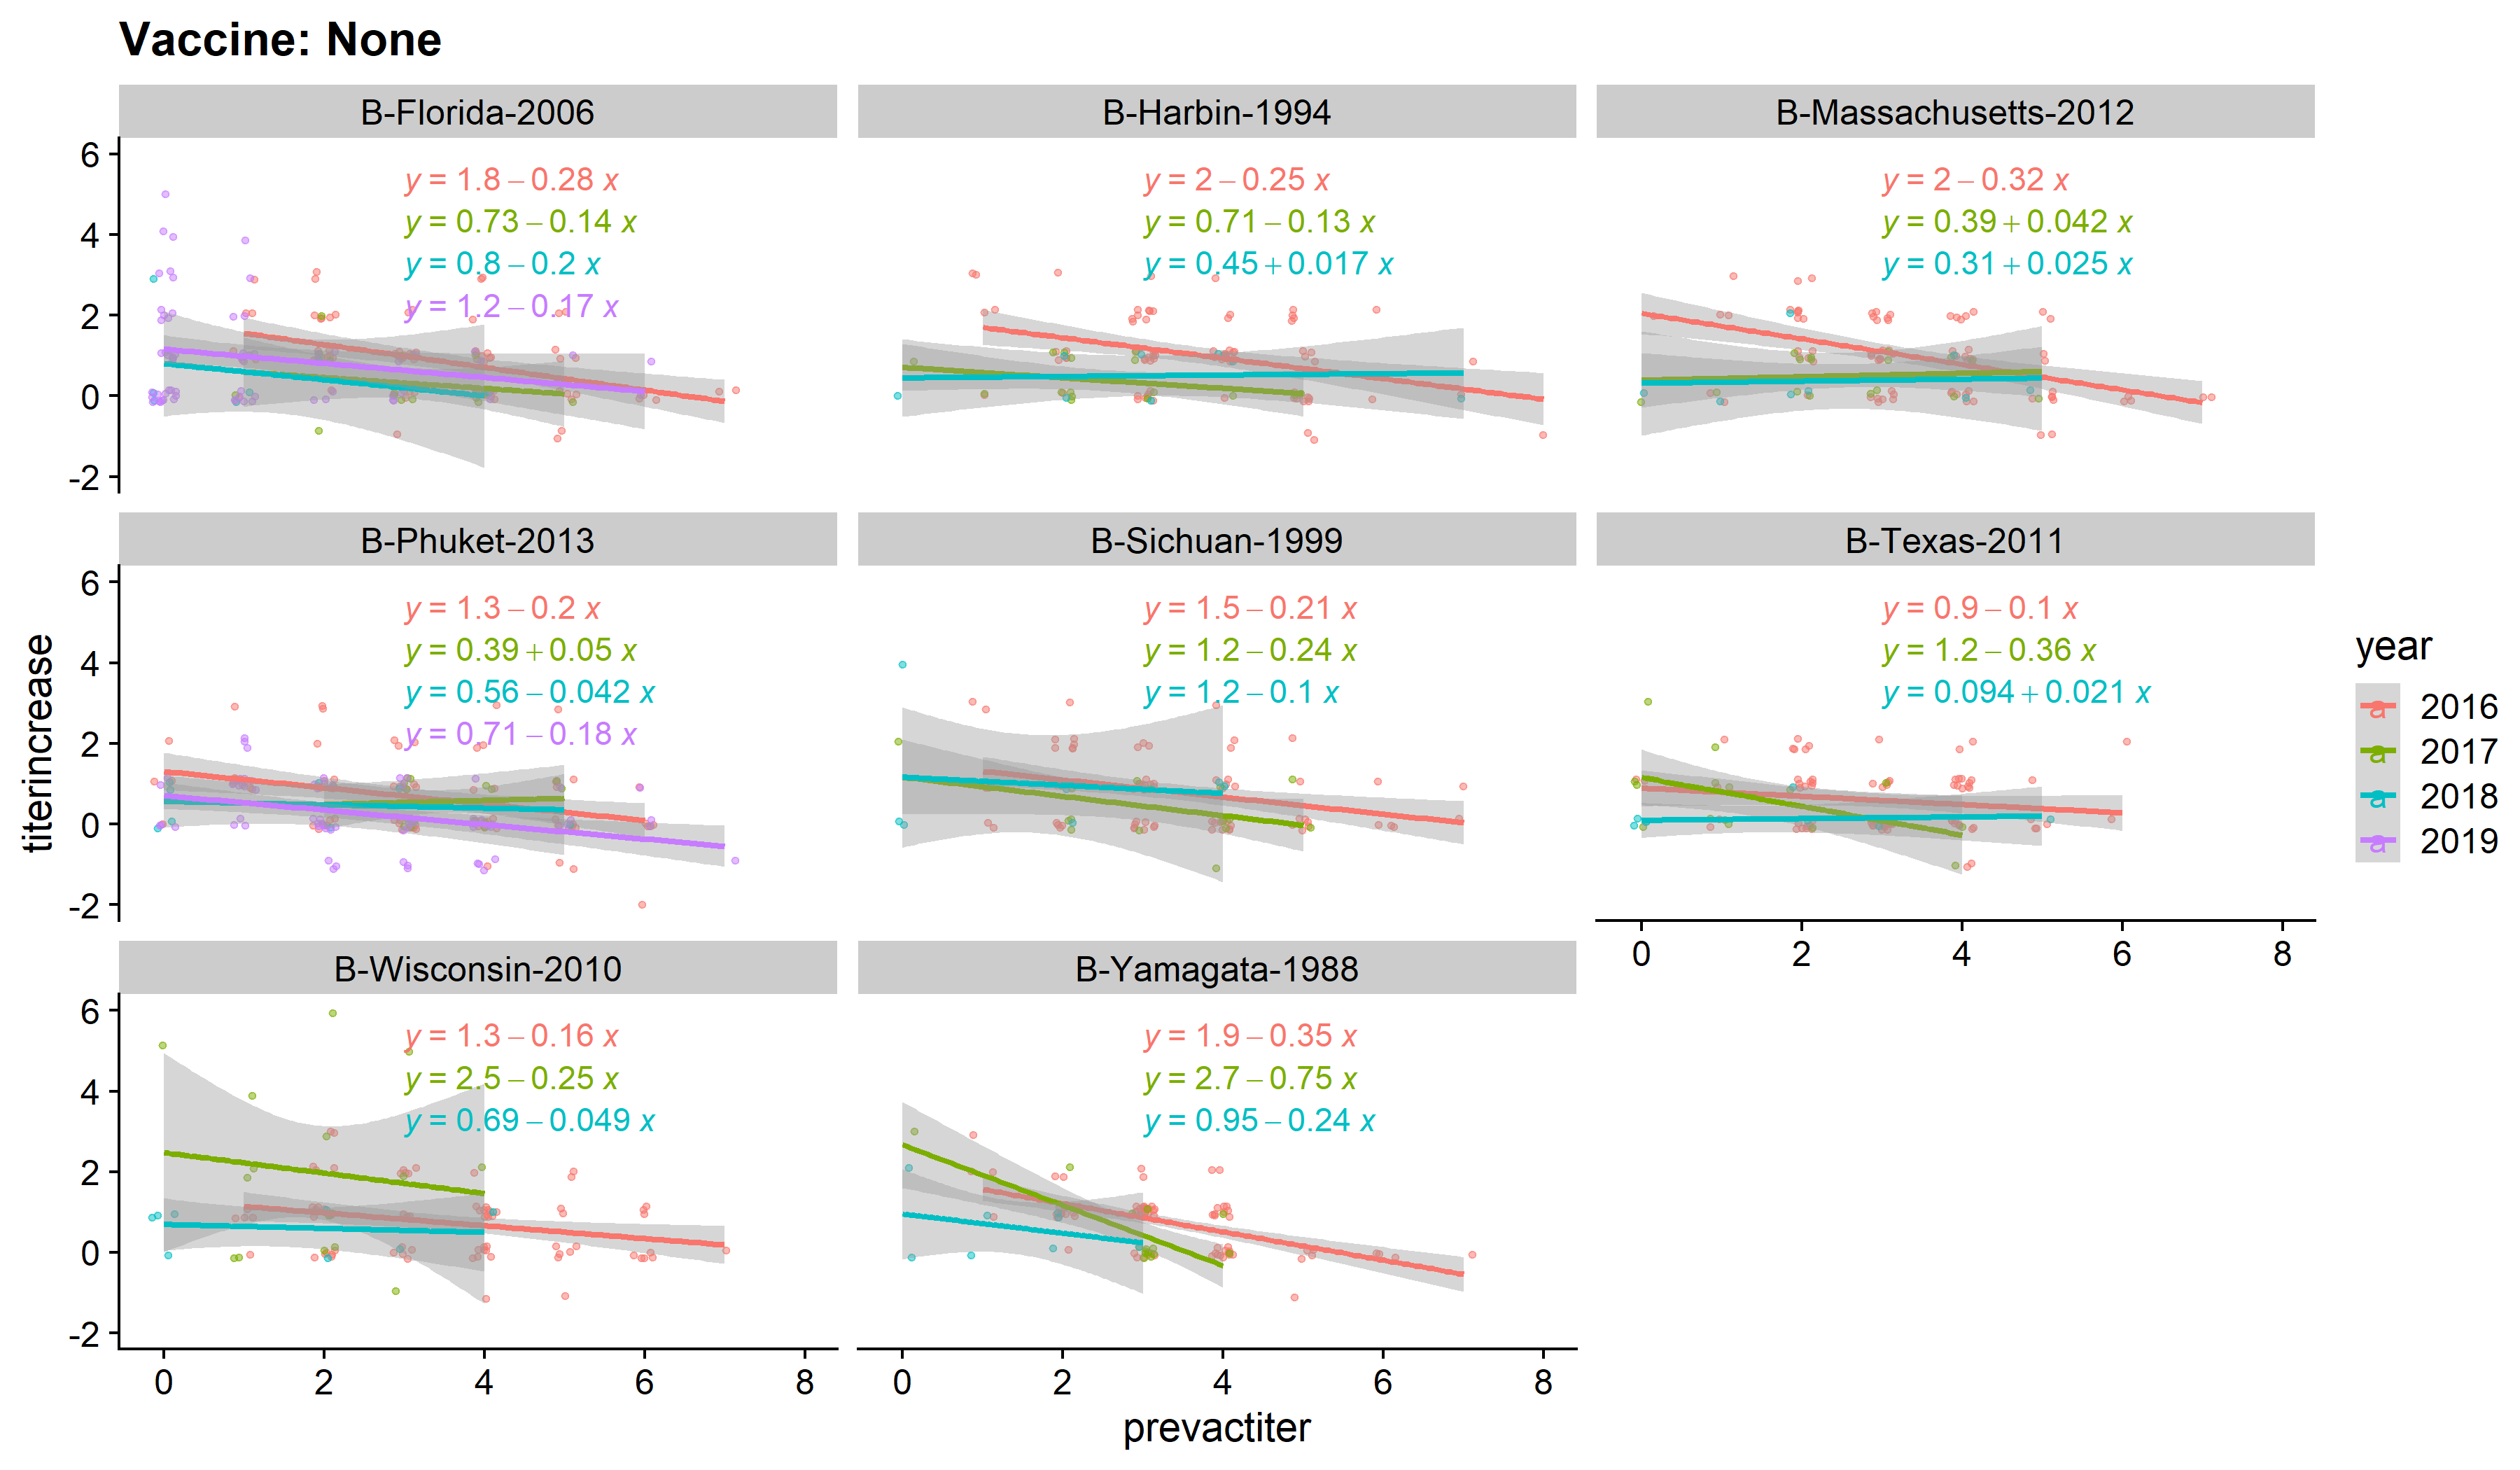 Vaccine: None
B-Florida-2006
B-Harbin-1994
B-Massachusetts-2012
6
4
2
0
-2
y = 1.8 – 0.28 x
y = 0.73 – 0.14 x
y = 0.8 – 0.2 x
y = 1.2 – 0.17 x
y = 2 – 0.25 x
y = 0.71 – 0.13 x
y = 0.45 + 0.017 x
y = 2 – 0.32 x
y = 0.39 + 0.042 x
y = 0.31 + 0.025 x
B-Phuket-2013
B-Sichuan-1999
B-Texas-2011
titerincrease
6
4
2
0
-2
y = 1.3 – 0.2 x
y = 0.39 + 0.05 x
y = 0.56 – 0.042 x
y = 0.71 – 0.18 x
y = 1.5 – 0.21 x
y = 1.2 – 0.24 x
y = 1.2 – 0.1 x
y = 0.9 – 0.1 x
y = 1.2 – 0.36 x
y = 0.094 + 0.021 x
0 2 4 6 8
year
a 2016
a 2017
a 2018
a 2019
B-Wisconsin-2010
B-Yamagata-1988
6
4
2
0
-2
y = 1.3 – 0.16 x
y = 2.5 – 0.25 x
y = 0.69 – 0.049 x
y = 1.9 – 0.35 x
y = 2.7 – 0.75 x
y = 0.95 – 0.24 x
0 2 4 6 8
0 2 4 6 8
prevactiter